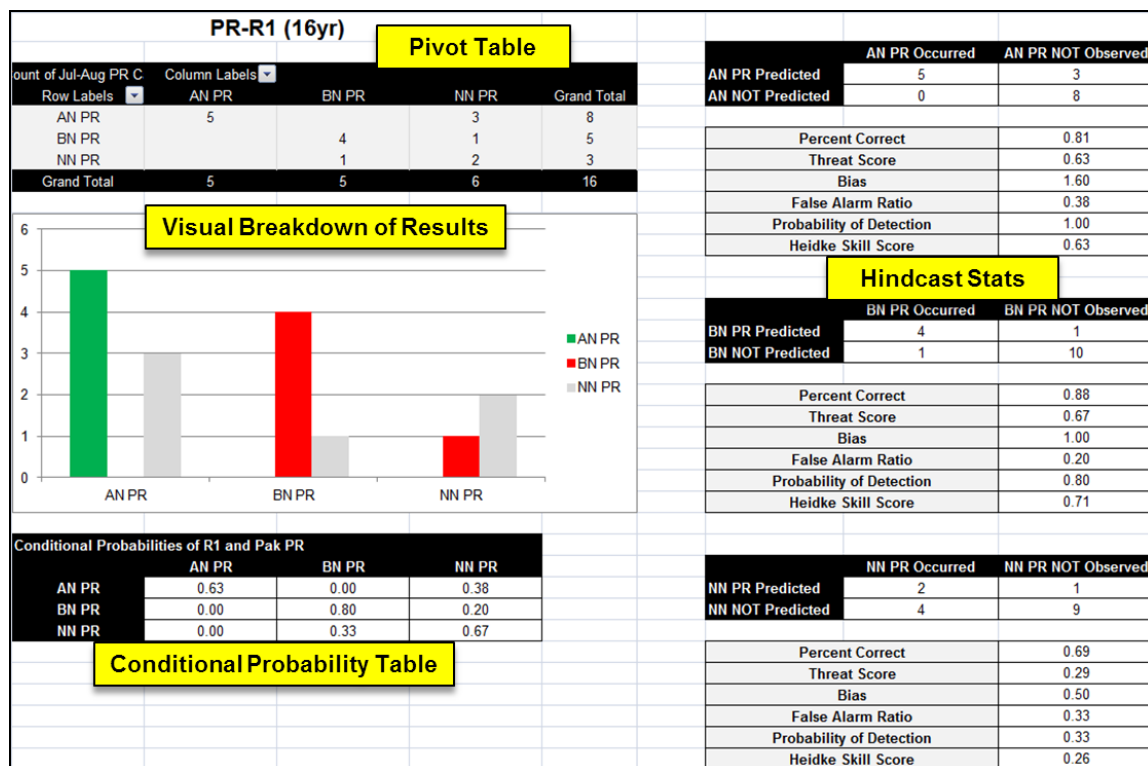 PR-R1 (16yr)
Pivot Table
ount of Jul-Aug PR C Column Labels
Row Labels AN PR BN PR NN PR Grand Total
AN PR 5 3 8
BN PR 4 1 5
NN PR 1 2 3
Grand Total 5 5 6 16
Visual Breakdown of Results
6
5
4
3
2
1
0
AN PR BN PR NN PR
AN PR
BN PR
NN PR
Conditional Probabilities of R1 and Pak PR
AN PR BN PR NN PR
AN PR 0.63 0.00 0.38
BN PR 0.00 0.80 0.20
NN PR 0.00 0.33 0.67
Conditional Probability Table
AN PR Occurred AN PR NOT Observed
AN PR Predicted 5 3
AN NOT Predicted 0 8
Percent Correct 0.81
Threat Score 0.63
Bias 1.60
False Alarm Ratio 0.38
Probability of Detection 1.00
Heidke Skill Score 0.63
Hindcast Stats
BN PR Occurred BN PR NOT Observed
BN PR Predicted 4 1
BN NOT Predicted 1 10
Percent Correct 0.88
Threat Score 0.67
Bias 1.00
False Alarm Ratio 0.20
Probability of Detection 0.80
Heidke Skill Score 0.71
NN PR Occurred NN PR NOT Observed
NN PR Predicted 2 1
NN NOT Predicted 4 9
Percent Correct 0.69
Threat Score 0.29
Bias 0.50
False Alarm Ratio 0.33
Probability of Detection 0.33
Heidke Skill Score 0.26